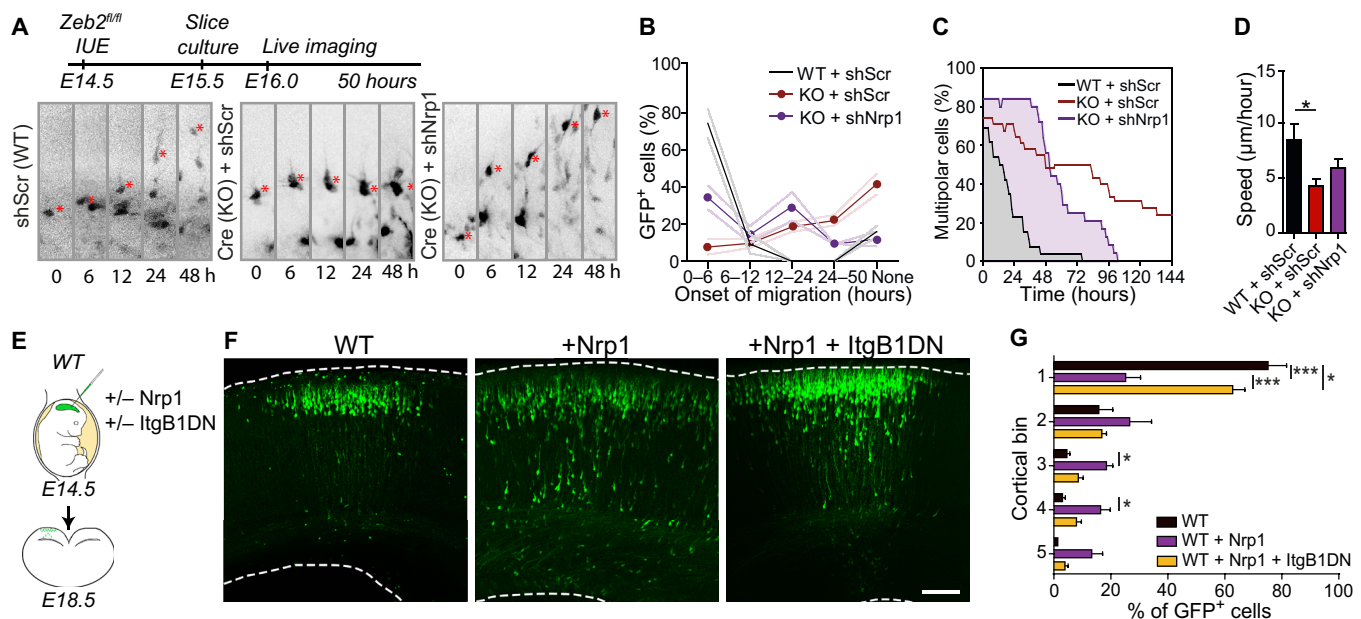 A
Zeb2fl/fl
IUE
Slice
culture
Live imaging
E14.5
E15.5
E16.0
50 hours
shScr (WT)
* * * * *
0 6 12 24 48 h
Cre (KO) + shScr
* * * * *
0 6 12 24 48 h
Cre (KO) + shNrp1
* * * * *
0 6 12 24 48 h
B
GFP+ cells (%)
100
80
60
40
20
0
WT + shScr
KO + shScr
KO + shNrp1
0–6 6–12 12–24 24–50 None
Onset of migration (hours)
C
Multipolar cells (%)
100
80
60
40
20
0
WT + shScr
KO + shScr
KO + shNrp1
0 24 48 72 96 120 144
Time (hours)
D
Speed (µm/hour)
15
10
5
0
*
WT + shScr
KO + shScr
KO + shNrp1
E
WT
+/– Nrp1
+/– ItgB1DN
E14.5
E18.5
F
WT
+Nrp1
+Nrp1 + ItgB1DN
G
Cortical bin
1
2
3
4
5
***
***
*
*
*
WT
WT + Nrp1
WT + Nrp1 + ItgB1DN
0 20 40 60 80 100
% of GFP+ cells